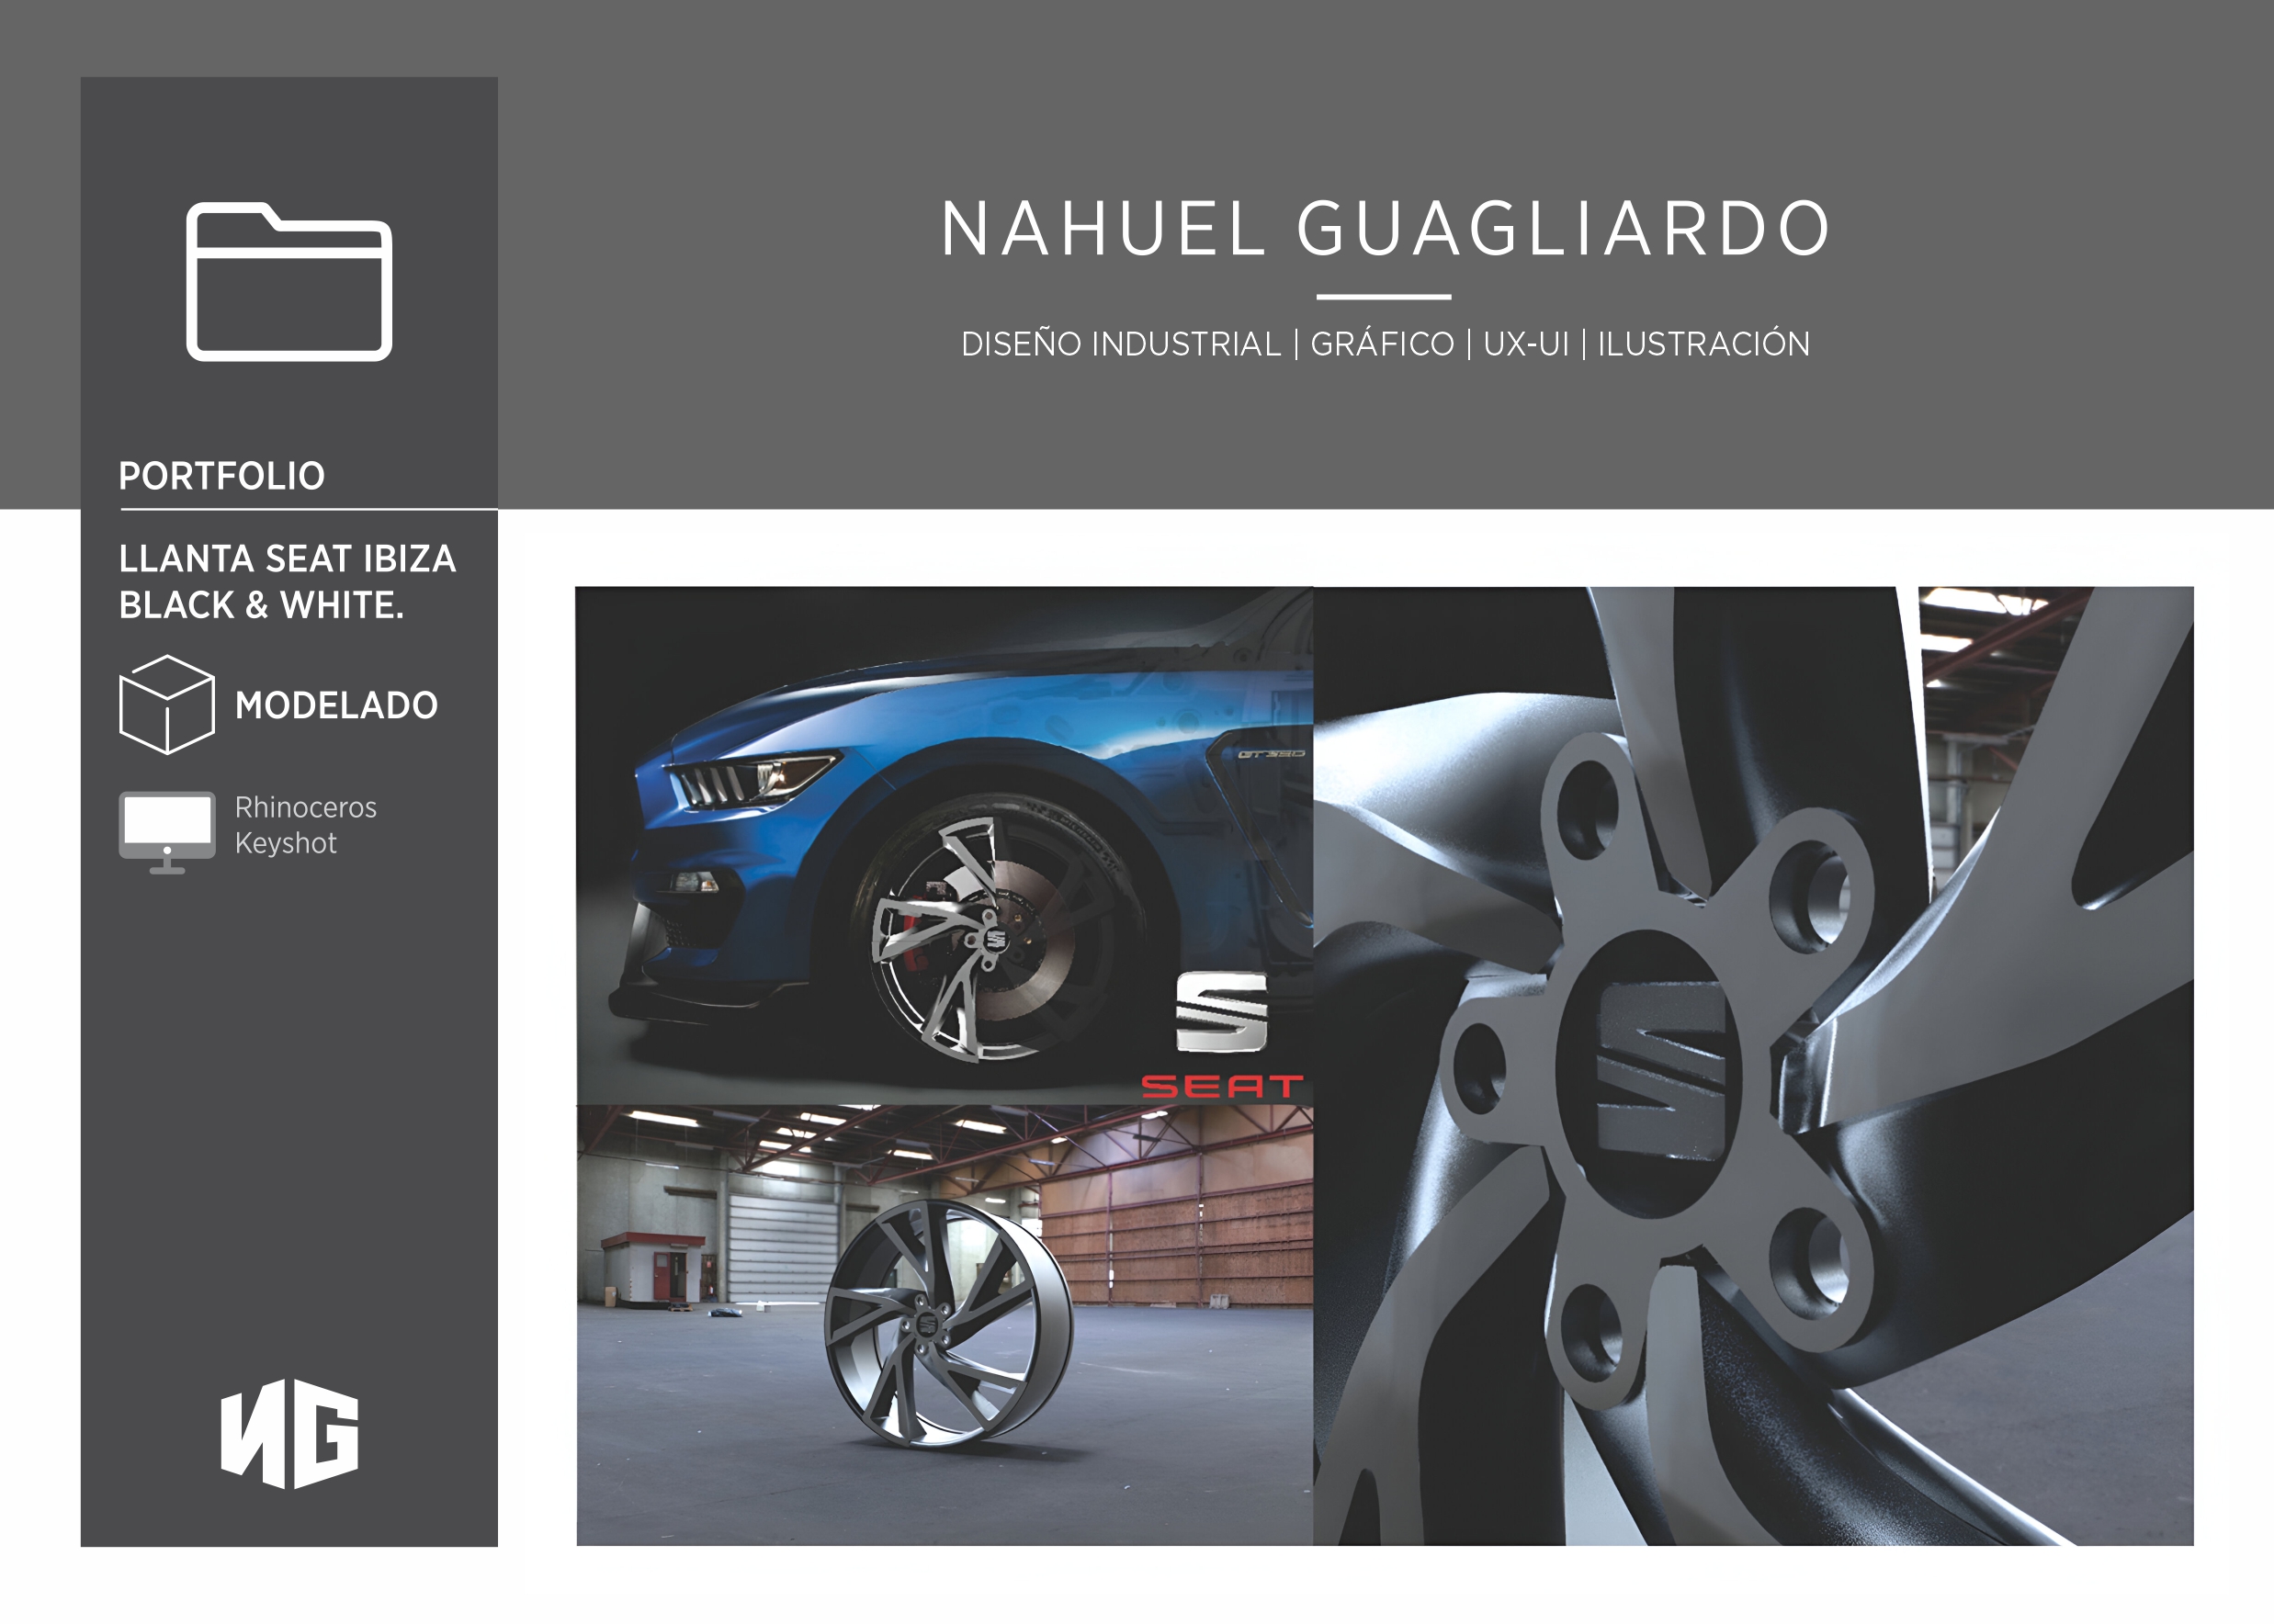 NAHUEL GUAGLIARDO
DISEÑO INDUSTRIAL | GRÁFICO | UX-UI | ILUSTRACIÓN
PORTFOLIO
LLANTA SEAT IBIZA
BLACK & WHITE.
MODELADO
Rhinoceros
Keyshot
NG
GT350
SEAT